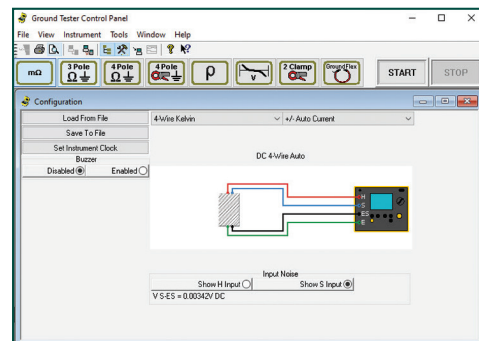 Ground Tester Control Panel
File View Instrument Tools Window Help
mΩ 3 Pole Ω 4 Pole Ω 4 Pole ρ V 2 Clamp GroundFlex START STOP
Configuration
Load From File 4-Wire Kelvin +/- Auto Current
Save To File
Set Instrument Clock
Buzzer
Disabled Enabled
DC 4-Wire Auto
H
S
ES
E
Input Noise
Show H Input Show S Input
V S-ES = 0.00342V DC